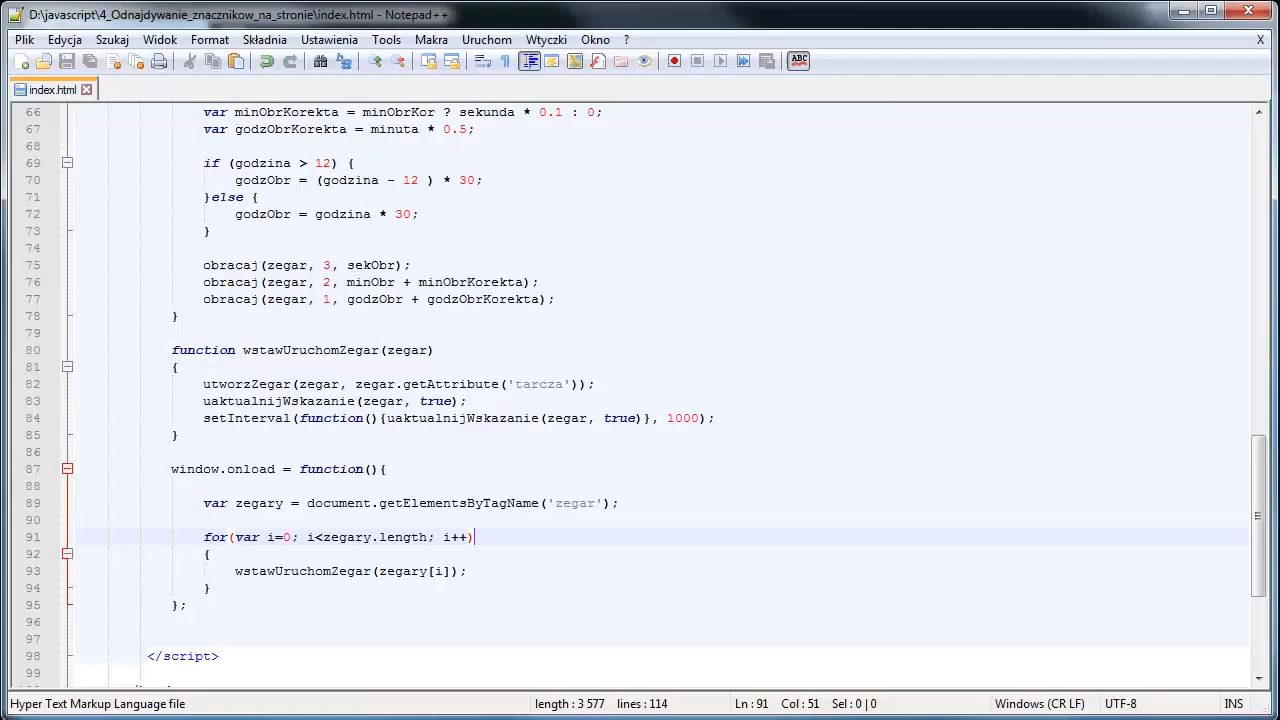 D:\javascript\4_Odnajdywanie_znacznikow_na_stronie\index.html - Notepad++
Plik Edycja Szukaj Widok Format Składnia Ustawienia Tools Makra Uruchom Wtyczki Okno ? X
ABC
index.html
66 var minObrKorekta = minObrKor ? sekunda * 0.1 : 0;
67 var godzObrKorekta = minuta * 0.5;
68
69 if (godzina > 12) {
70 godzObr = (godzina - 12 ) * 30;
71 }else {
72 godzObr = godzina * 30;
73 }
74
75 obracaj(zegar, 3, sekObr);
76 obracaj(zegar, 2, minObr + minObrKorekta);
77 obracaj(zegar, 1, godzObr + godzObrKorekta);
78 }
79
80 function wstawUruchomZegar(zegar)
81 {
82 utworzZegar(zegar, zegar.getAttribute('tarcza'));
83 uaktualnijWskazanie(zegar, true);
84 setInterval(function(){uaktualnijWskazanie(zegar, true)}, 1000);
85 }
86
87 window.onload = function(){
88
89 var zegary = document.getElementsByTagName('zegar');
90
91 for(var i=0; i<zegary.length; i++)
92 {
93 wstawUruchomZegar(zegary[i]);
94 }
95 };
96
97
98 </script>
99
Hyper Text Markup Language file length : 3 577 lines : 114 Ln : 91 Col : 51 Sel : 0 | 0 Windows (CR LF) UTF-8 INS